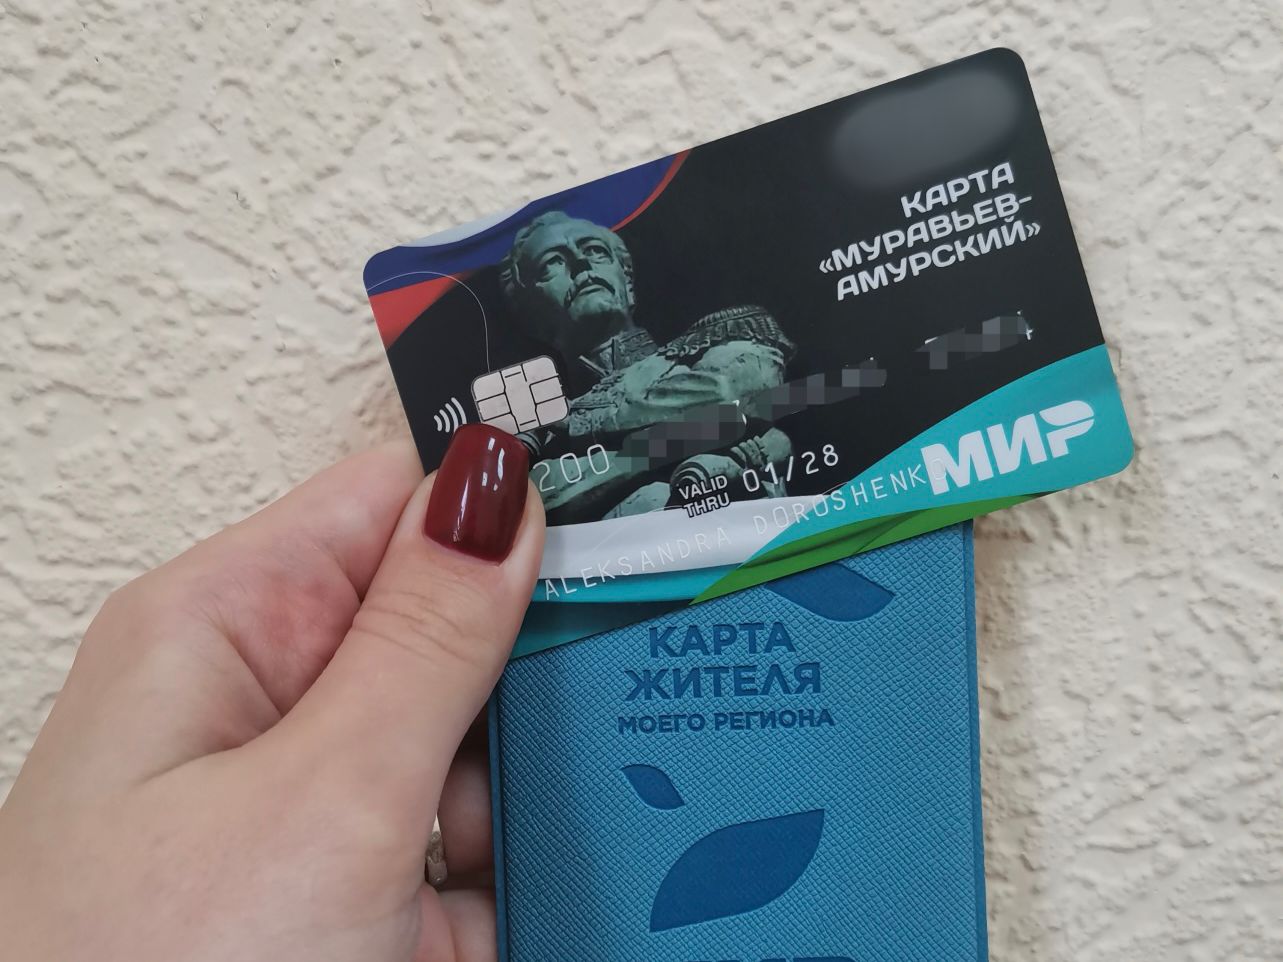 КАРТА
«МУРАВЬЕВ-
АМУРСКИЙ»
200
VALID
THRU 01/28
ALEKSANDRA DOROSHENKO
МИР
КАРТА
ЖИТЕЛЯ
МОЕГО РЕГИОНА